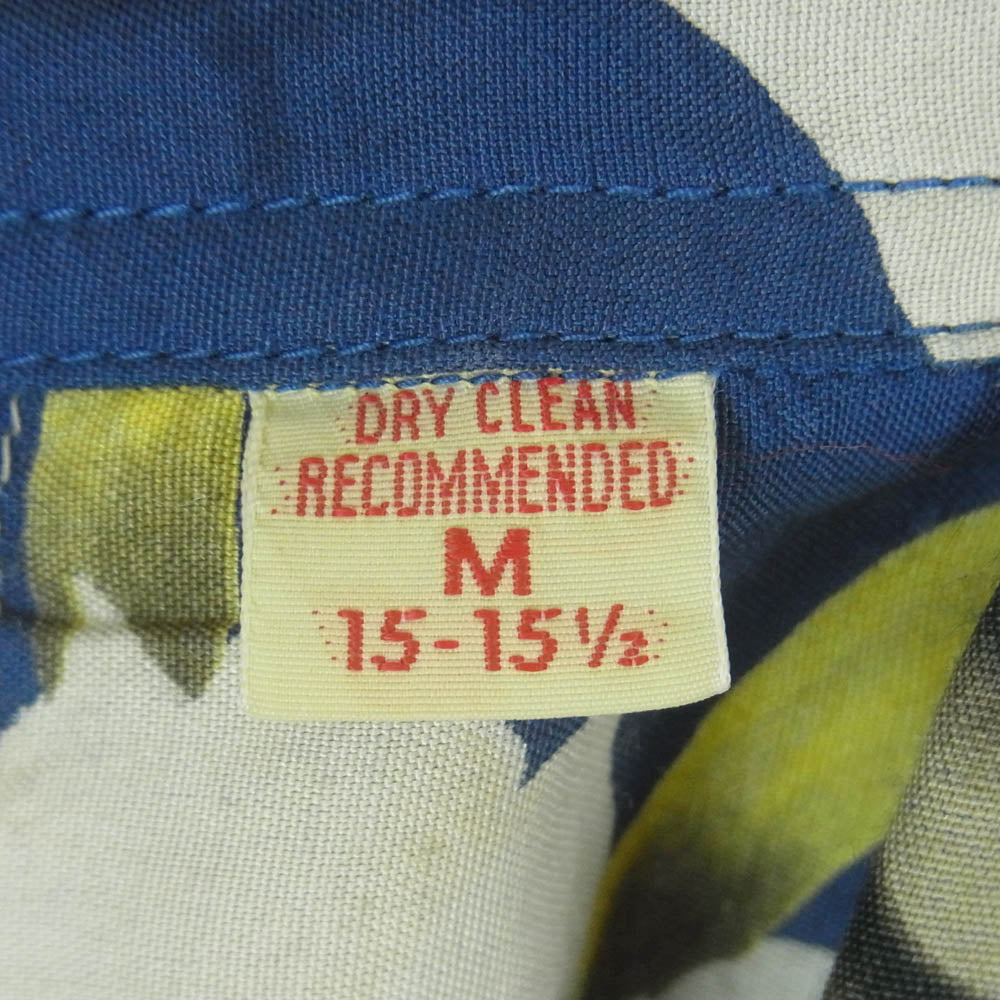 DRY CLEAN
RECOMMENDED
M
15-15½